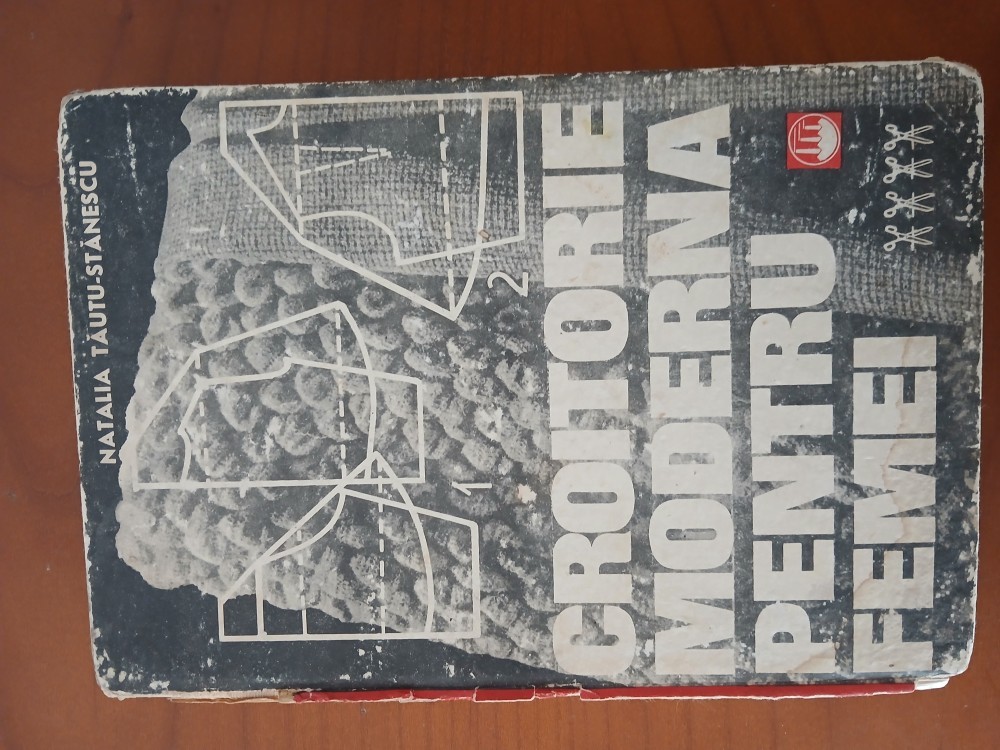 NATALIA TĂUTU-STĂNESCU
1
2
CROITORIE
MODERNA
PENTRU
FEMEI